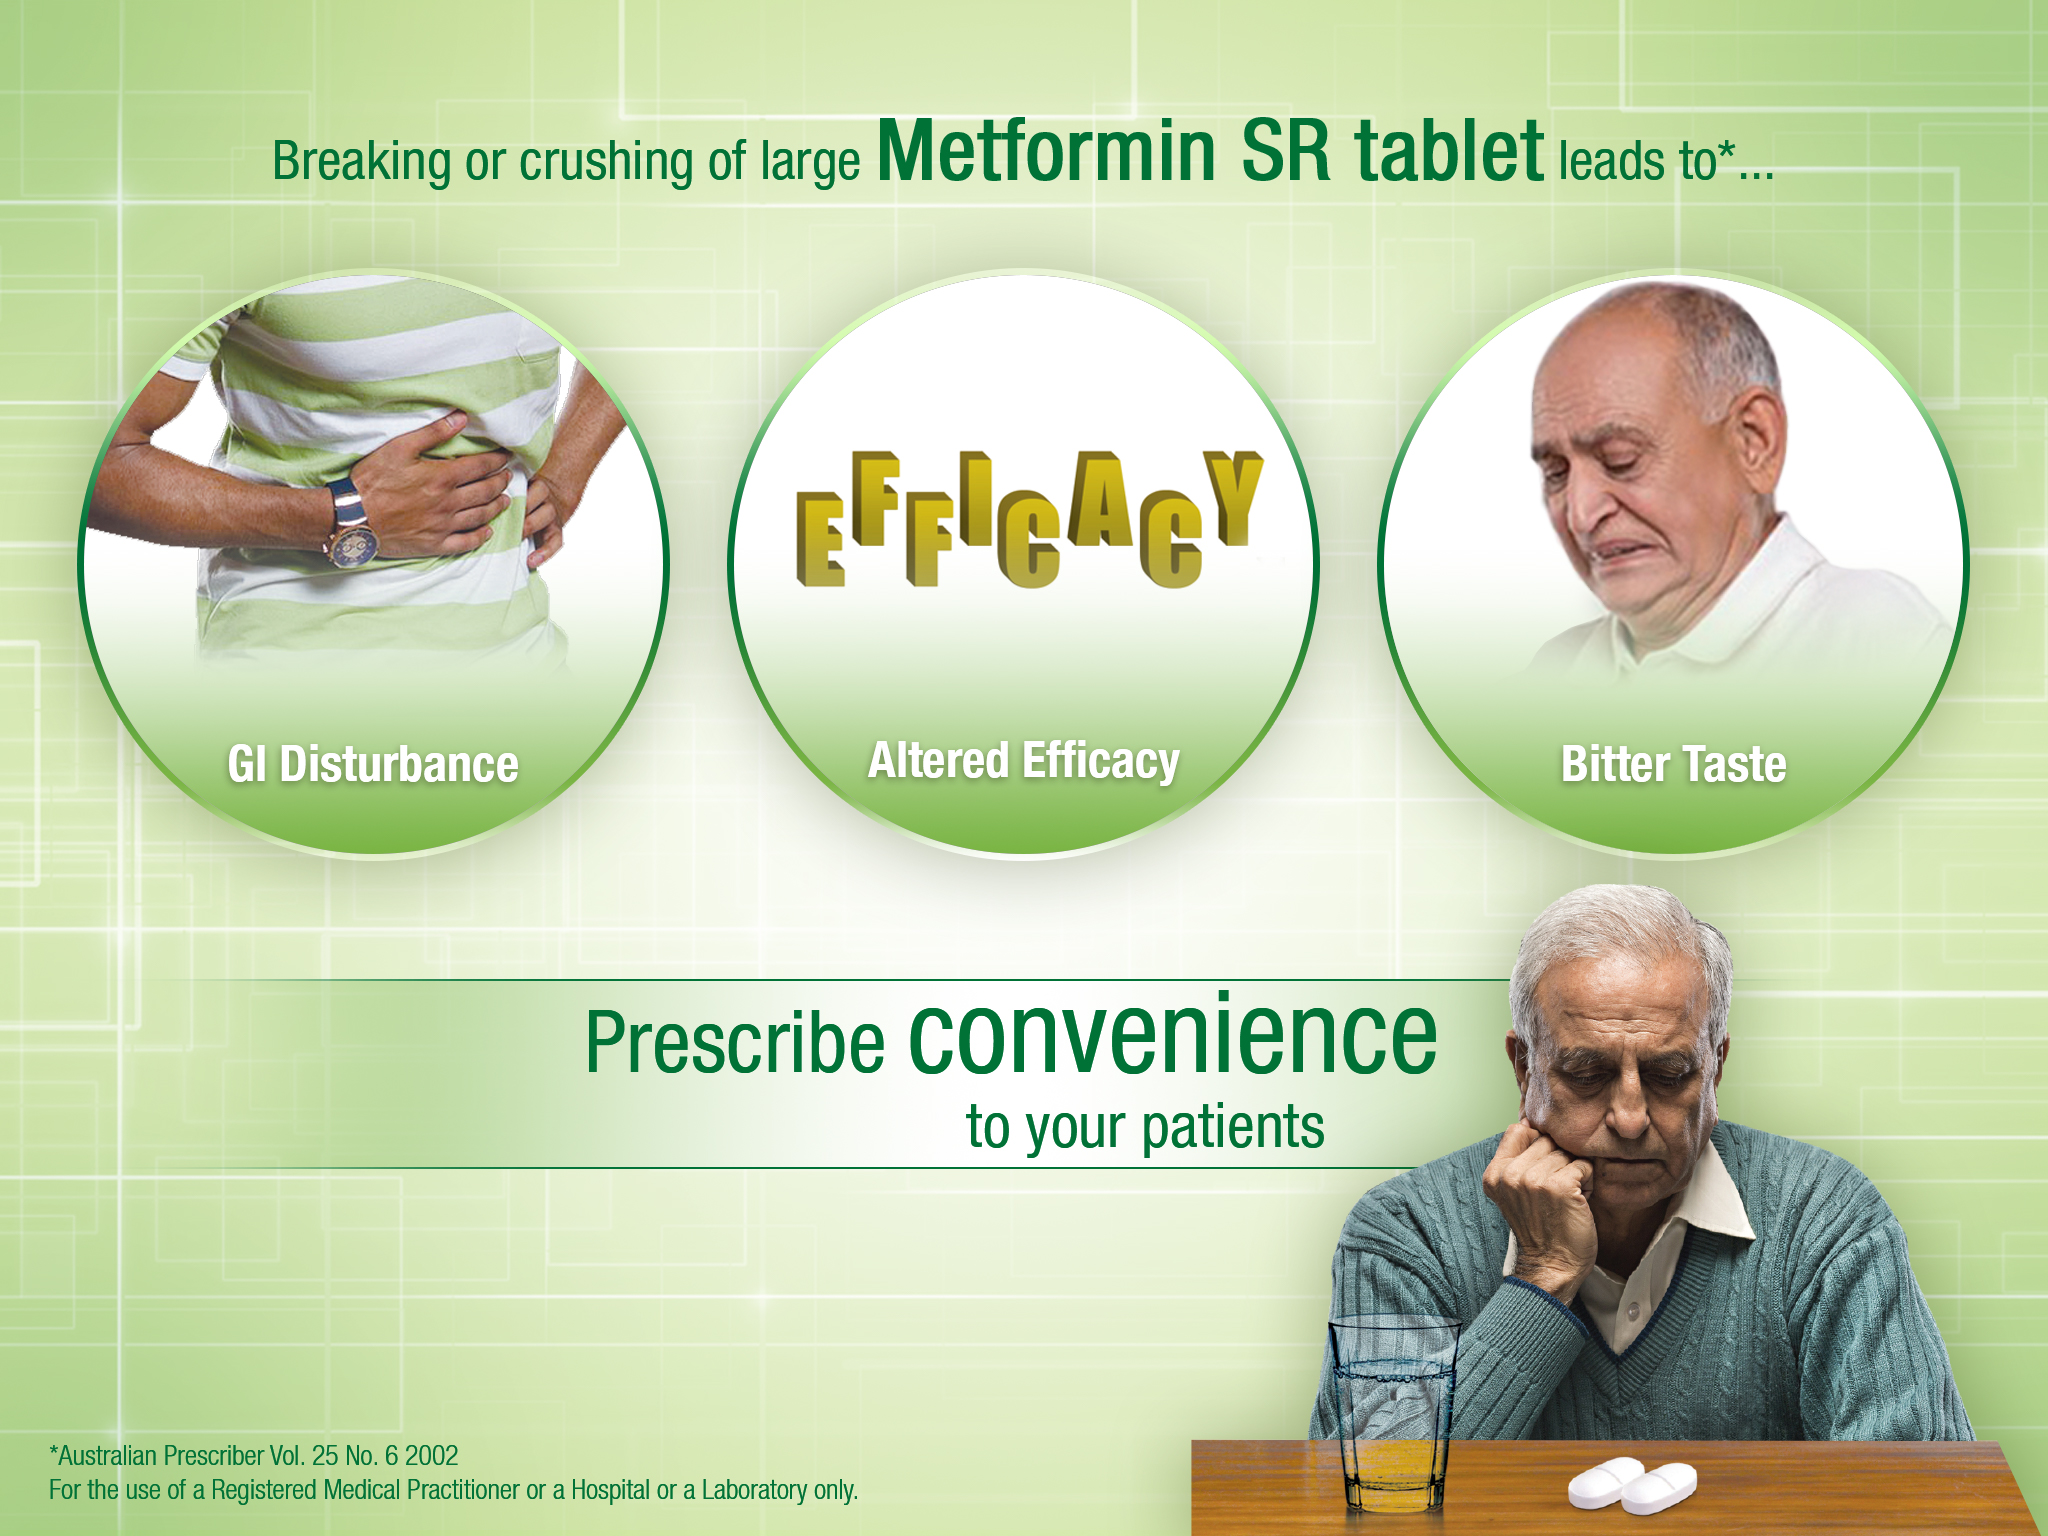 Breaking or crushing of large Metformin SR tablet leads to*...
EFFICACY
GI Disturbance
Altered Efficacy
Bitter Taste
Prescribe convenience
to your patients
*Australian Prescriber Vol. 25 No. 6 2002
For the use of a Registered Medical Practitioner or a Hospital or a Laboratory only.